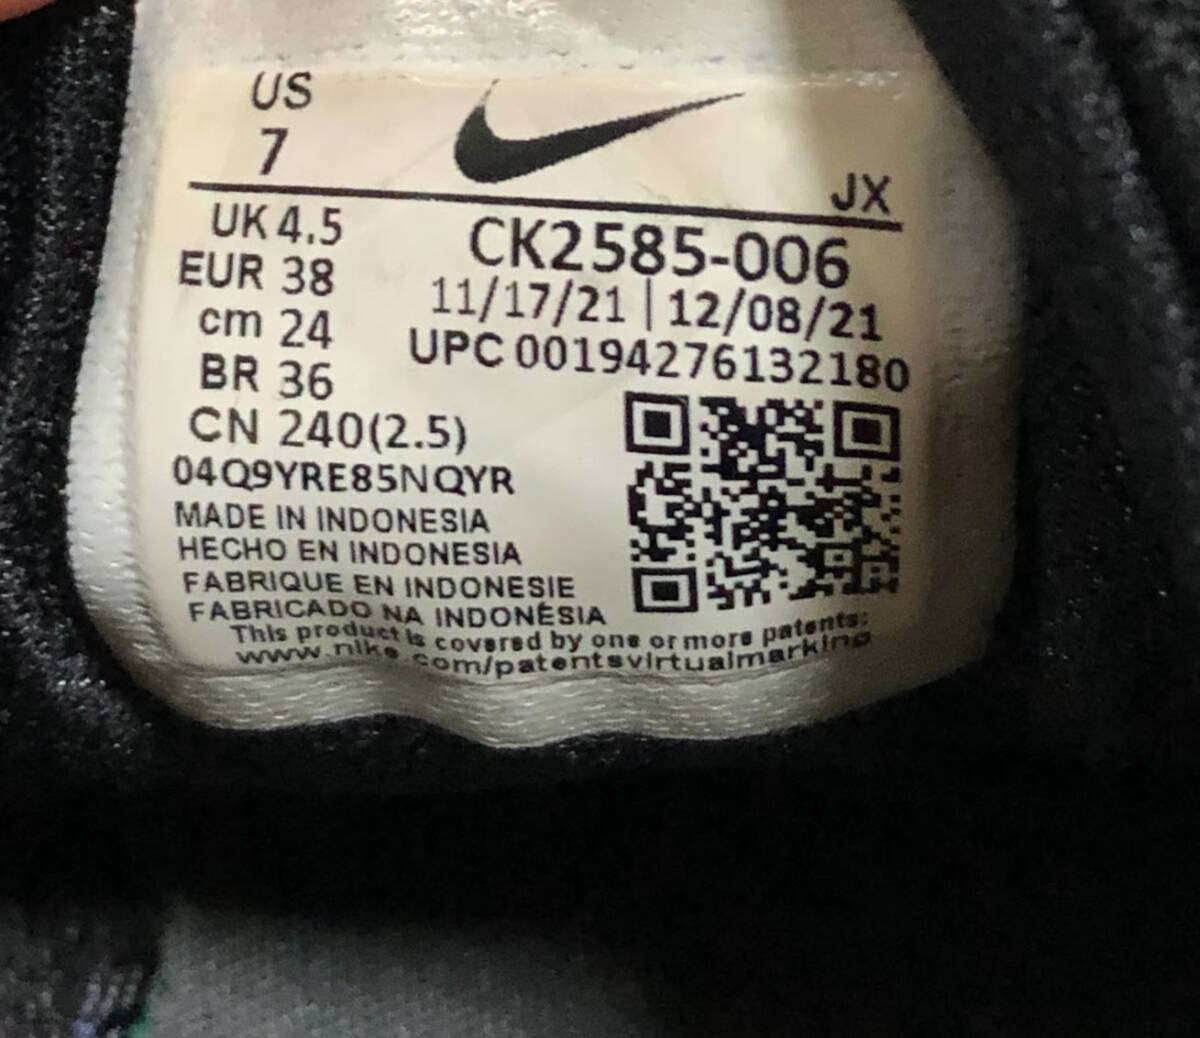 US
7
JX
UK 4.5
EUR 38
cm 24
BR 36
CN 240(2.5)
CK2585-006
11/17/21 | 12/08/21
UPC 00194276132180
04Q9YRE85NQYR
MADE IN INDONESIA
HECHO EN INDONESIA
FABRIQUE EN INDONESIE
FABRICADO NA INDONÉSIA
This product is covered by one or more patents:
www.nike.com/patentsvirtualmarking